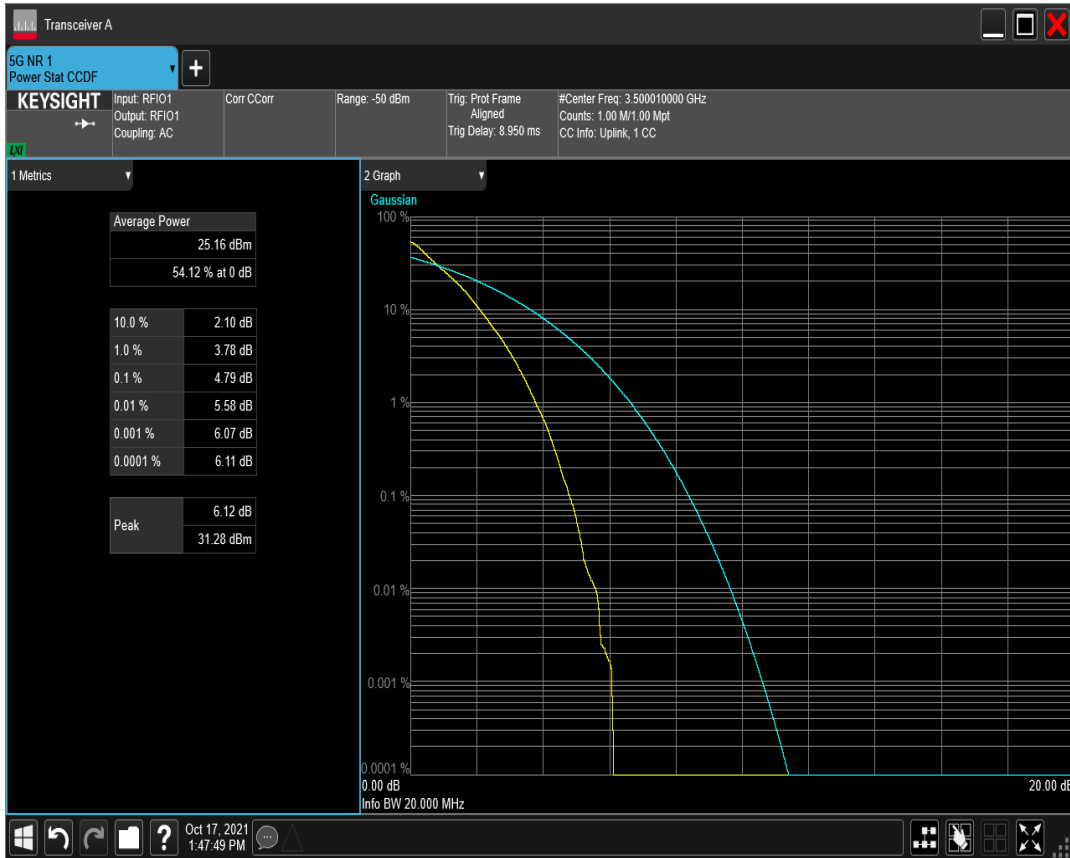 Transceiver A
5G NR 1
Power Stat CCDF
KEYSIGHT
LXI
Input: RFIO1
Output: RFIO1
Coupling: AC
Corr CCorr
Range: -50 dBm
Trig: Prot Frame
Aligned
Trig Delay: 8.950 ms
#Center Freq: 3.500010000 GHz
Counts: 1.00 M/1.00 Mpt
CC Info: Uplink, 1 CC
1 Metrics
Average Power
25.16 dBm
54.12 % at 0 dB
10.0 % 2.10 dB
1.0 % 3.78 dB
0.1 % 4.79 dB
0.01 % 5.58 dB
0.001 % 6.07 dB
0.0001 % 6.11 dB
Peak
6.12 dB
31.28 dBm
2 Graph
Gaussian
100 %
10 %
1 %
0.1 %
0.01 %
0.001 %
0.0001 %
0.00 dB
20.00 dB
Info BW 20.000 MHz
?
Oct 17, 2021
1:47:49 PM